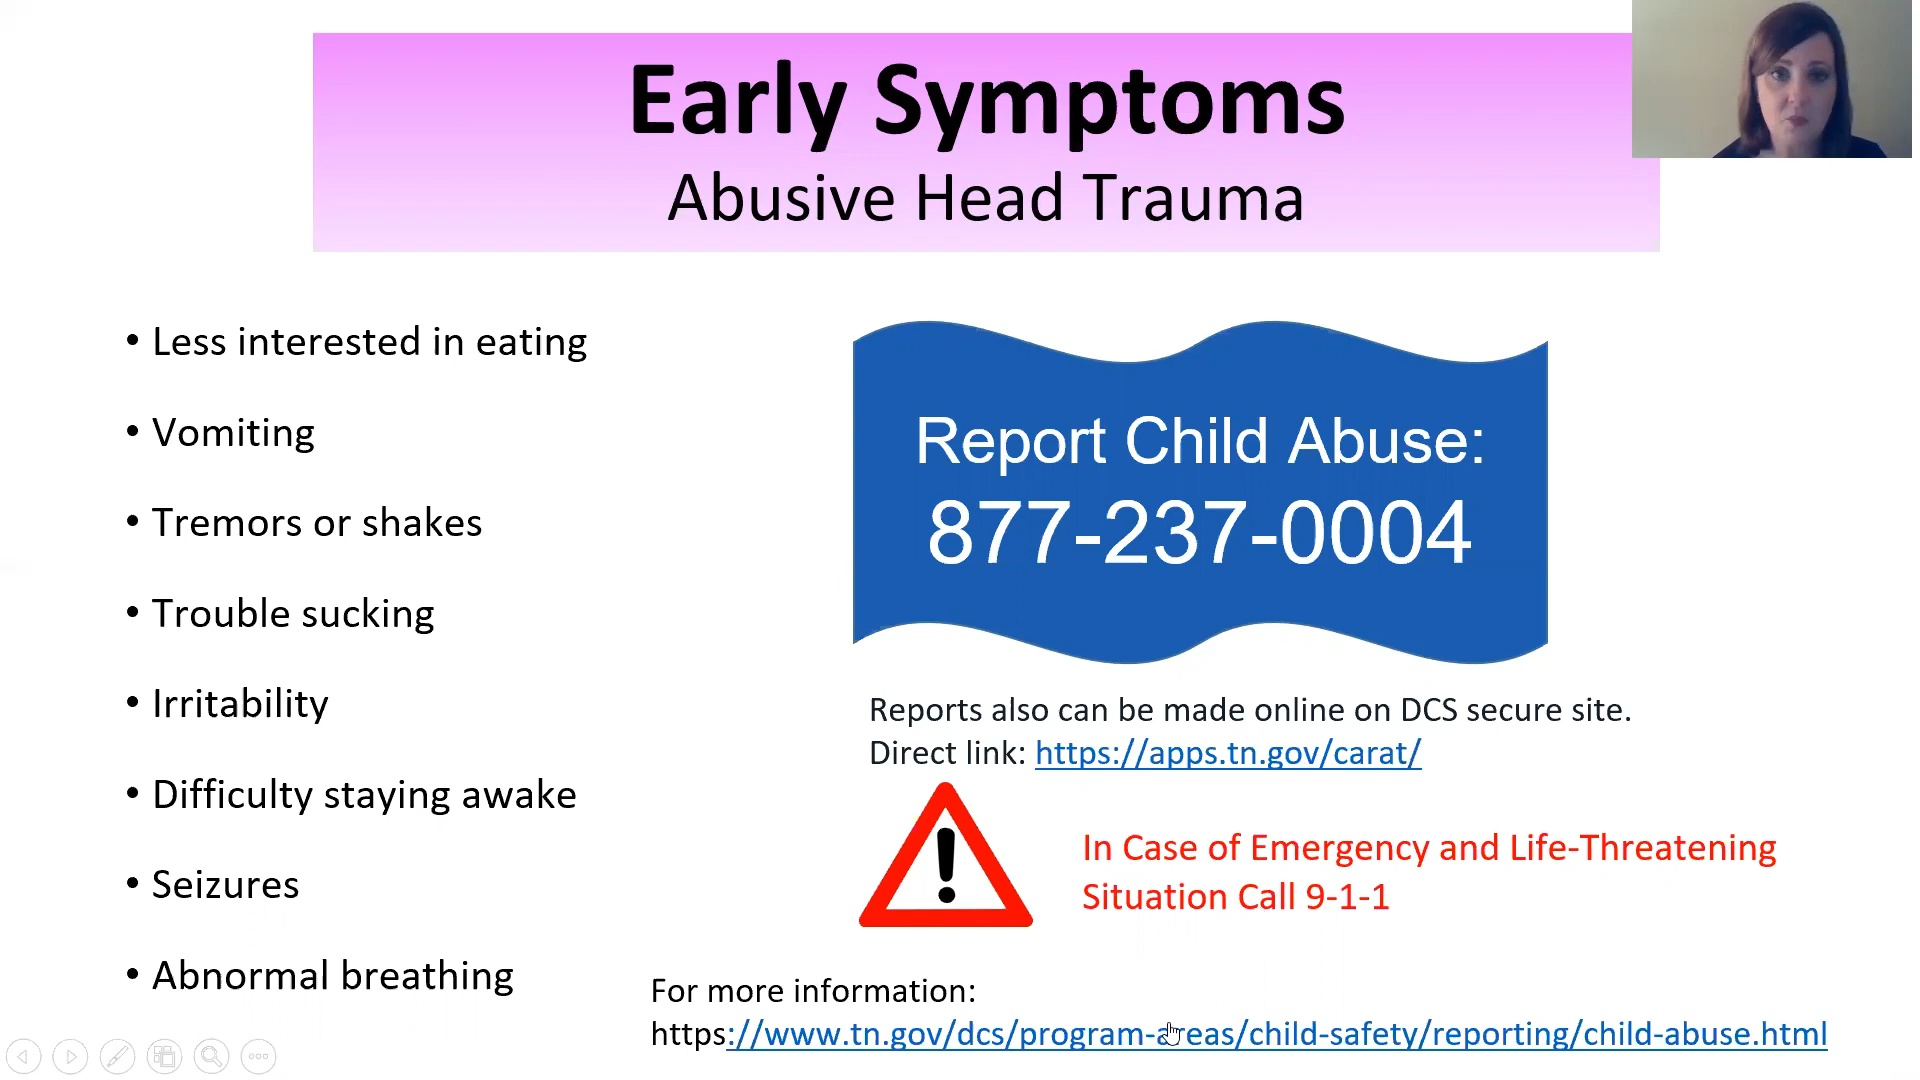 Early Symptoms
Abusive Head Trauma
• Less interested in eating
• Vomiting
• Tremors or shakes
• Trouble sucking
• Irritability
• Difficulty staying awake
• Seizures
• Abnormal breathing
Report Child Abuse:
877-237-0004
Reports also can be made online on DCS secure site.
Direct link: https://apps.tn.gov/carat/
In Case of Emergency and Life-Threatening
Situation Call 9-1-1
For more information:
https://www.tn.gov/dcs/program-areas/child-safety/reporting/child-abuse.html